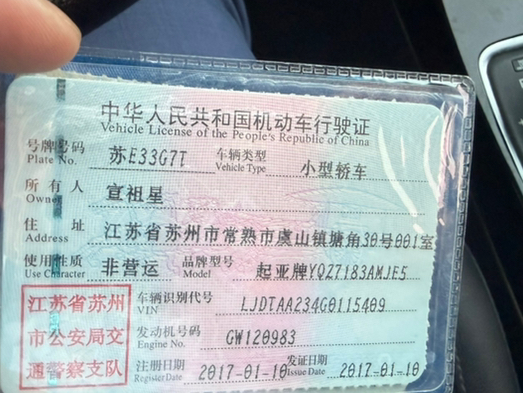 中华人民共和国机动车行驶证
Vehicle License of the People's Republic of China
号牌号码 苏E33G7T 车辆类型 小型轿车
Plate No. Vehicle Type
所有人 宣祖星
Owner
住址 江苏省苏州市常熟市虞山镇塘角30号001室
Address
使用性质 非营运 品牌型号 起亚牌YQZ7183AMJE5
Use Character Model
江苏省苏州
市公安局交
通警察支队
车辆识别代号 LJDTAA234G0115409
VIN
发动机号码 GW120983
Engine No.
注册日期 2017-01-10 发证日期 2017-01-10
Register Date Issue Date